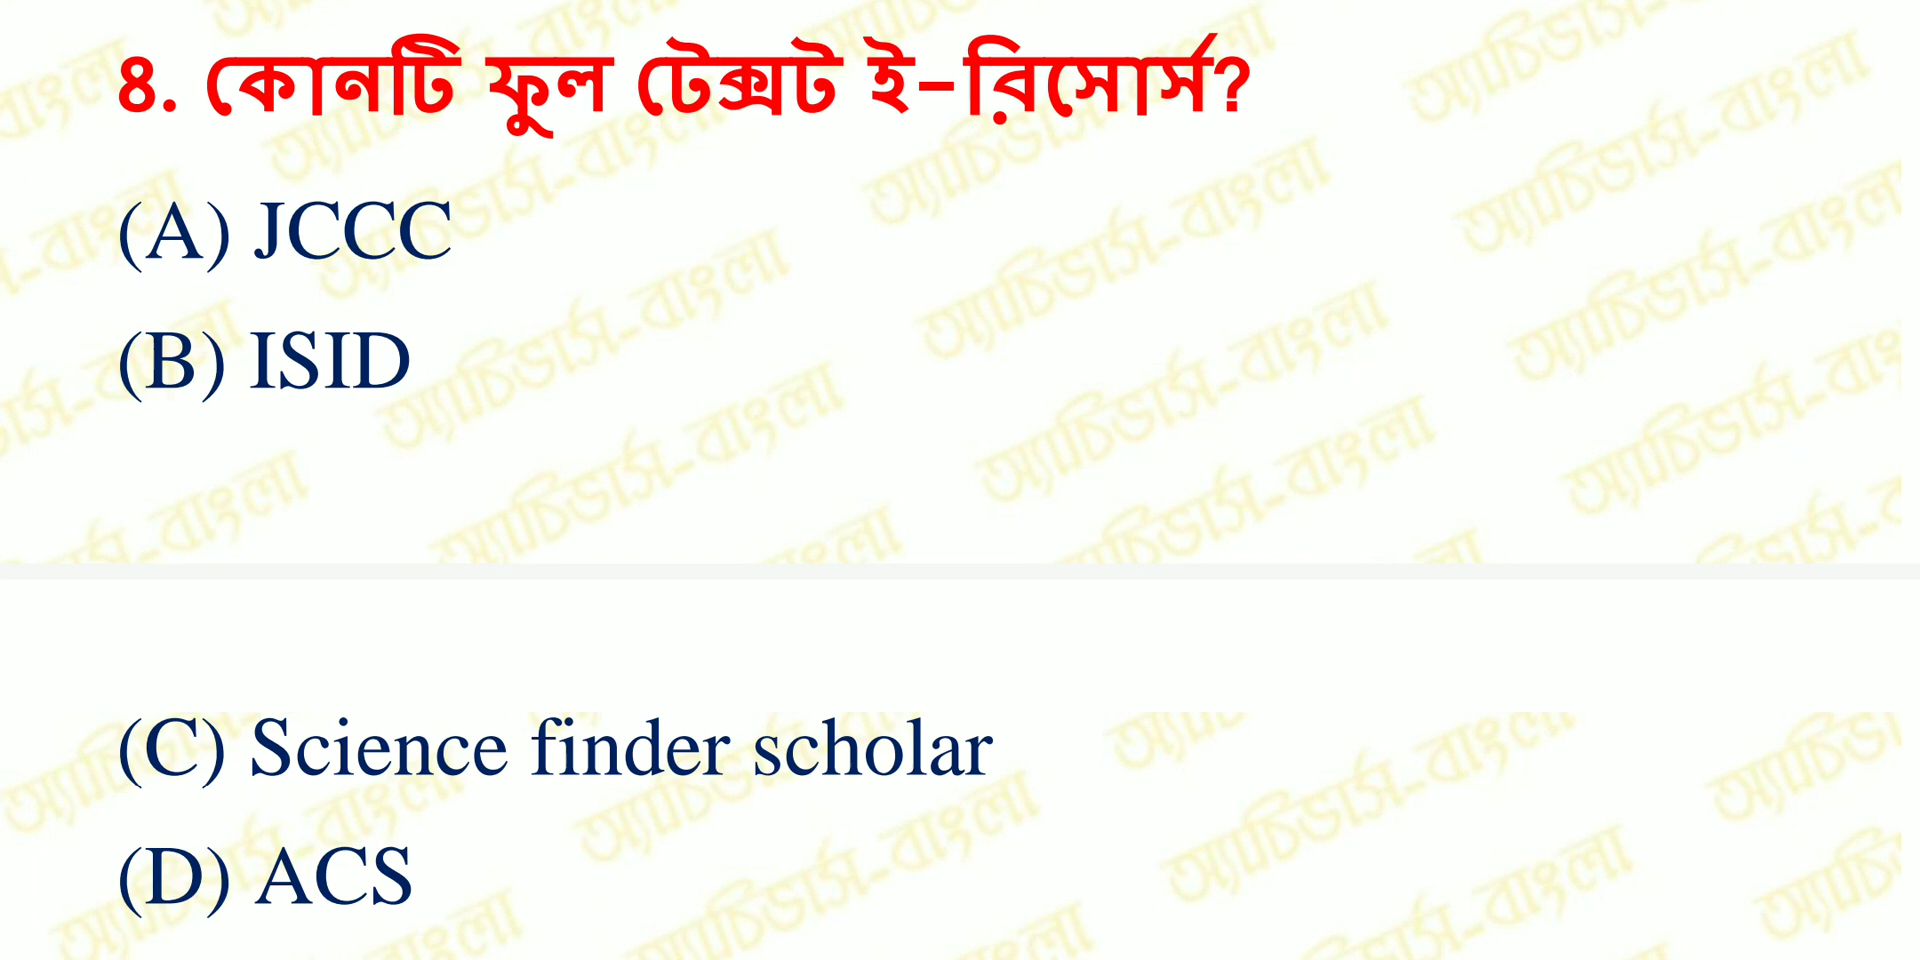 ৪. কোনটি ফুল টেক্সট ই-রিসোর্স?
(A) JCCC
(B) ISID
(C) Science finder scholar
(D) ACS